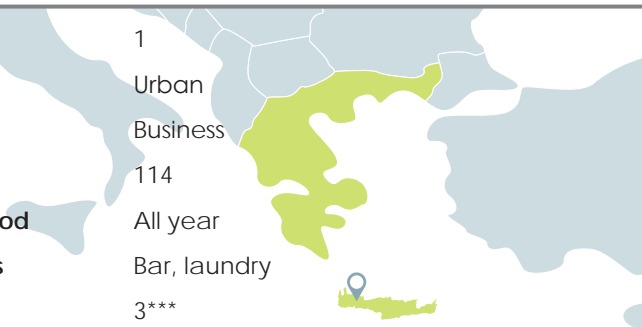 1
Urban
Business
114
od All year
s Bar, laundry
3***